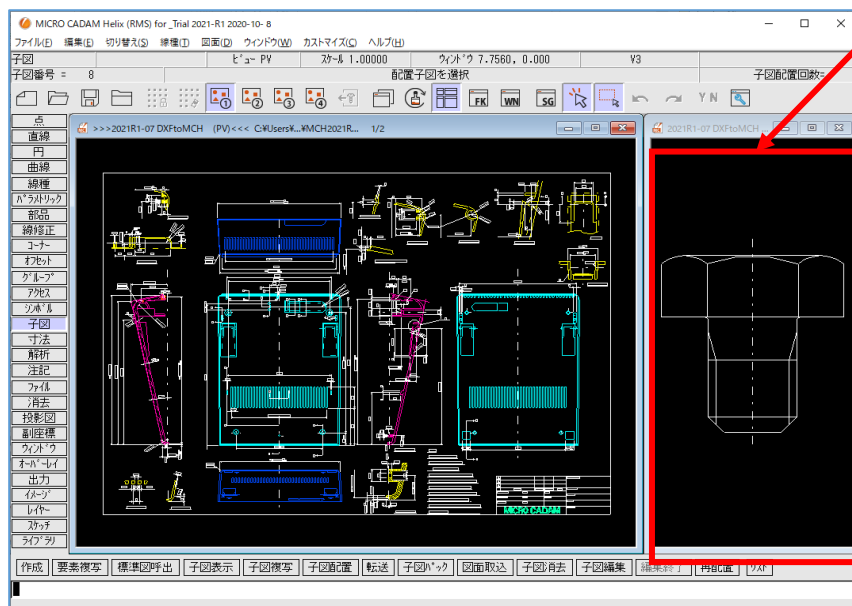 MICRO CADAM Helix (RMS) for _Trial 2021-R1 2020-10- 8
ファイル(F) 編集(E) 切り替え(S) 線種(T) 図面(D) ウィンドウ(W) カストマイズ(C) ヘルプ(H)
子図 ビュー PV スケール 1.00000 ウィンドウ 7.7560, 0.000 V3
子図番号 = 8 配置子図を選択 子図配置回数=
FK WN SG Y N
>>>2021R1-07 DXFtoMCH (PV)<<< C:¥Users¥...¥MCH2021R... 1/2
2021R1-07 DXFtoMCH ...
点
直線
円
曲線
線種
パラメトリック
部品
線修正
コーナー
オフセット
グループ
アクセス
シンボル
子図
寸法
解析
注記
ファイル
消去
投影図
副座標
ウィンドウ
オーバーレイ
出力
イメージ
レイヤー
スケッチ
ライブラリ
MICRO CADAM
作成 要素複写 標準図呼出 子図表示 子図複写 子図配置 転送 子図パック 図面取込 子図消去 子図編集 編集終了 再配置 リスト